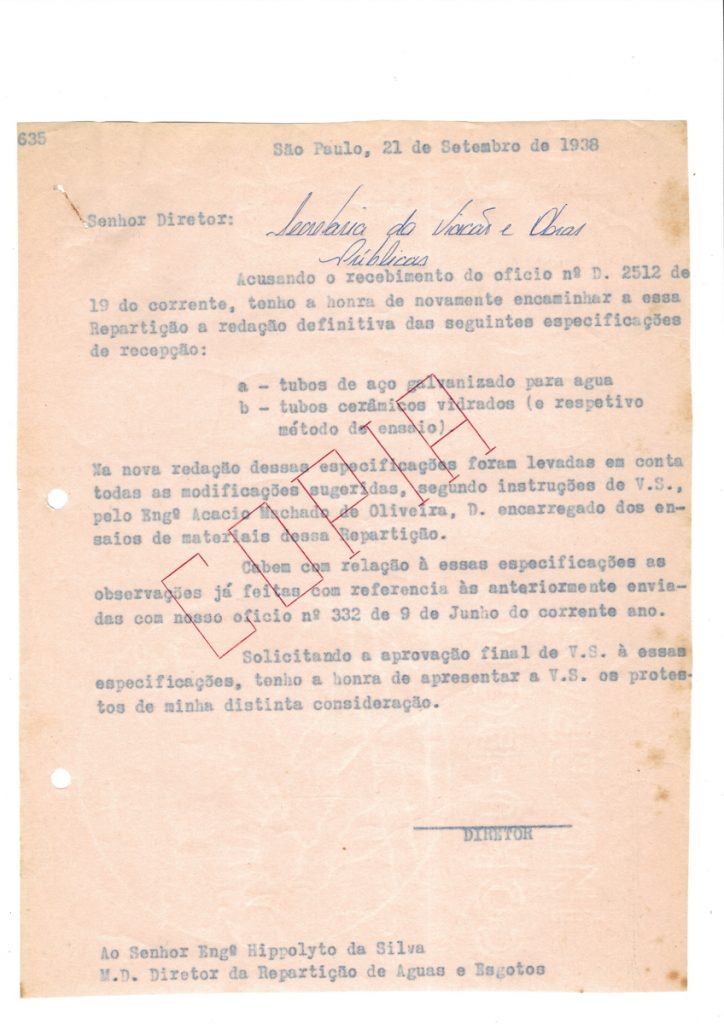 635
São Paulo, 21 de Setembro de 1938
Senhor Diretor:
Secretaria da Viação e Obras
Públicas
Acusando o recebimento do oficio nº D. 2512 de
19 do corrente, tenho a honra de novamente encaminhar a essa
Repartição a redação definitiva das seguintes especificações
de recepção:
a - tubos de aço galvanizado para agua
b - tubos cerâmicos vidrados (e respetivo
método de ensaio).
Na nova redação dessas especificações foram levadas em conta
todas as modificações sugeridas, segundo instruções de V.S.,
pelo Engº Acacio Machado de Oliveira, D. encarregado dos en-
saios de materiais dessa Repartição.
Cabem com relação à essas especificações as
observações já feitas com referencia às anteriormente envia-
das com nosso oficio nº 332 de 9 de Junho do corrente ano.
COPIA
Solicitando a aprovação final de V.S. à essas
especificações, tenho a honra de apresentar a V.S. os protes-
tos de minha distinta consideração.
DIRETOR
Ao Senhor Engº Hippolyto da Silva
M.D. Diretor da Repartição de Aguas e Esgotos